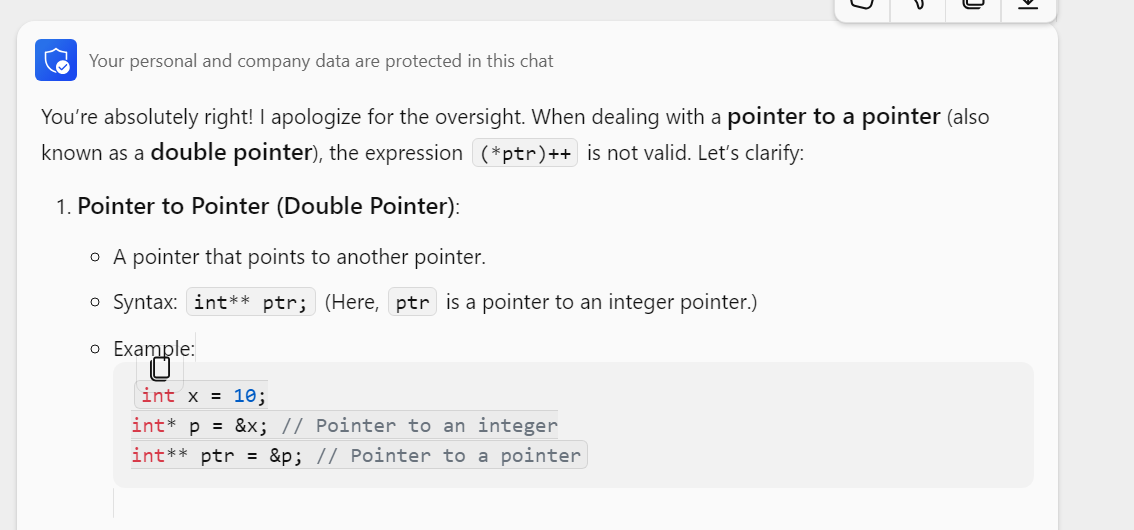 Your personal and company data are protected in this chat
You’re absolutely right! I apologize for the oversight. When dealing with a pointer to a pointer (also
known as a double pointer), the expression (*ptr)++ is not valid. Let’s clarify:
1. Pointer to Pointer (Double Pointer):
○ A pointer that points to another pointer.
○ Syntax: int** ptr; (Here, ptr is a pointer to an integer pointer.)
○ Example:
int x = 10;
int* p = &x; // Pointer to an integer
int** ptr = &p; // Pointer to a pointer